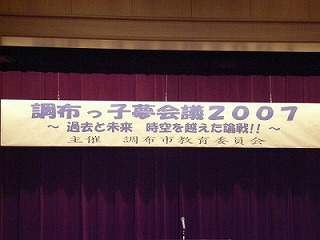 調布っ子夢会議２００７
～ 過去と未来　時空を越えた論戦!! ～
主催　調布市教育委員会